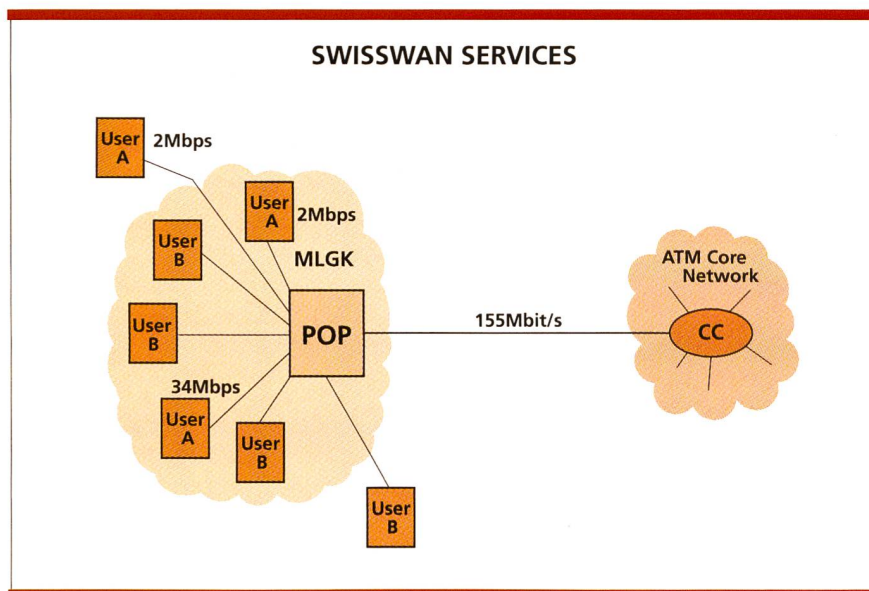 SWISSWAN SERVICES
User
A
2Mbps
User
A
2Mbps
User
B
MLGK
ATM Core
Network
User
B
POP
155Mbit/s
CC
34Mbps
User
A
User
B
User
B